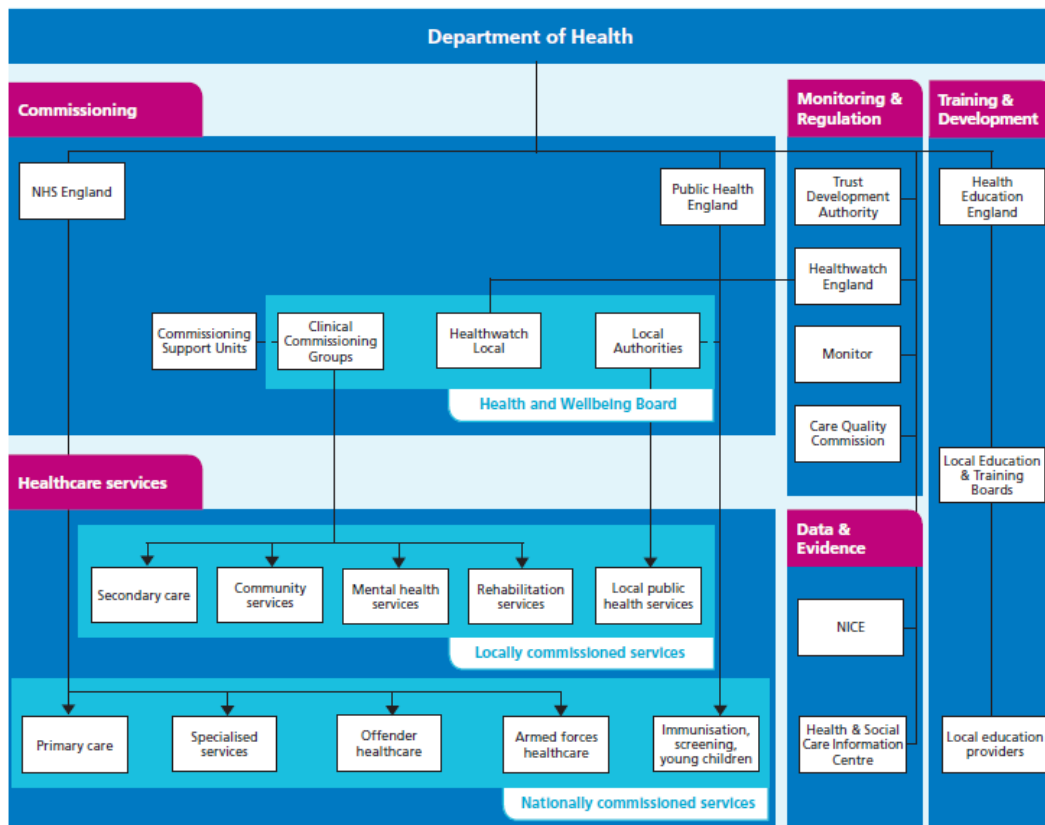 Department of Health
Commissioning
Monitoring &
Regulation
Training &
Development
NHS England
Public Health
England
Trust
Development
Authority
Health
Education
England
Healthwatch
England
Commissioning
Support Units
Clinical
Commissioning
Groups
Healthwatch
Local
Local
Authorities
Monitor
Health and Wellbeing Board
Care Quality
Commission
Local Education
& Training
Boards
Healthcare services
Data &
Evidence
Secondary care
Community
services
Mental health
services
Rehabilitation
services
Local public
health services
NICE
Locally commissioned services
Primary care
Specialised
services
Offender
healthcare
Armed forces
healthcare
Immunisation,
screening,
young children
Health & Social
Care Information
Centre
Local education
providers
Nationally commissioned services